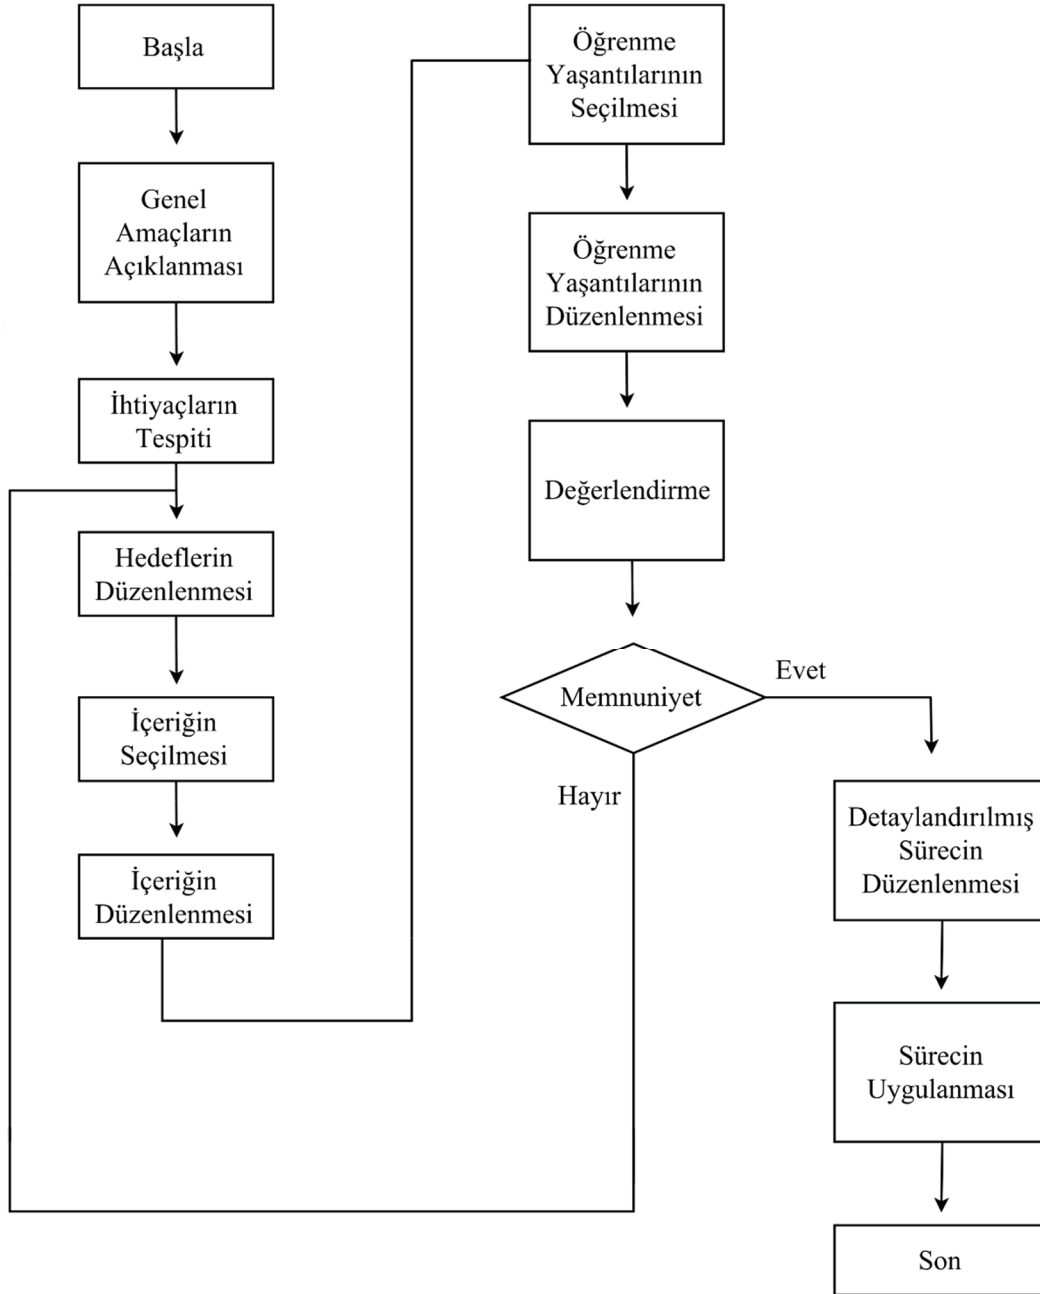 Başla
Genel
Amaçların
Açıklanması
İhtiyaçların
Tespiti
Hedeflerin
Düzenlenmesi
İçeriğin
Seçilmesi
İçeriğin
Düzenlenmesi
Öğrenme
Yaşantılarının
Seçilmesi
Öğrenme
Yaşantılarının
Düzenlenmesi
Değerlendirme
Memnuniyet
Evet
Hayır
Detaylandırılmış
Sürecin
Düzenlenmesi
Sürecin
Uygulanması
Son